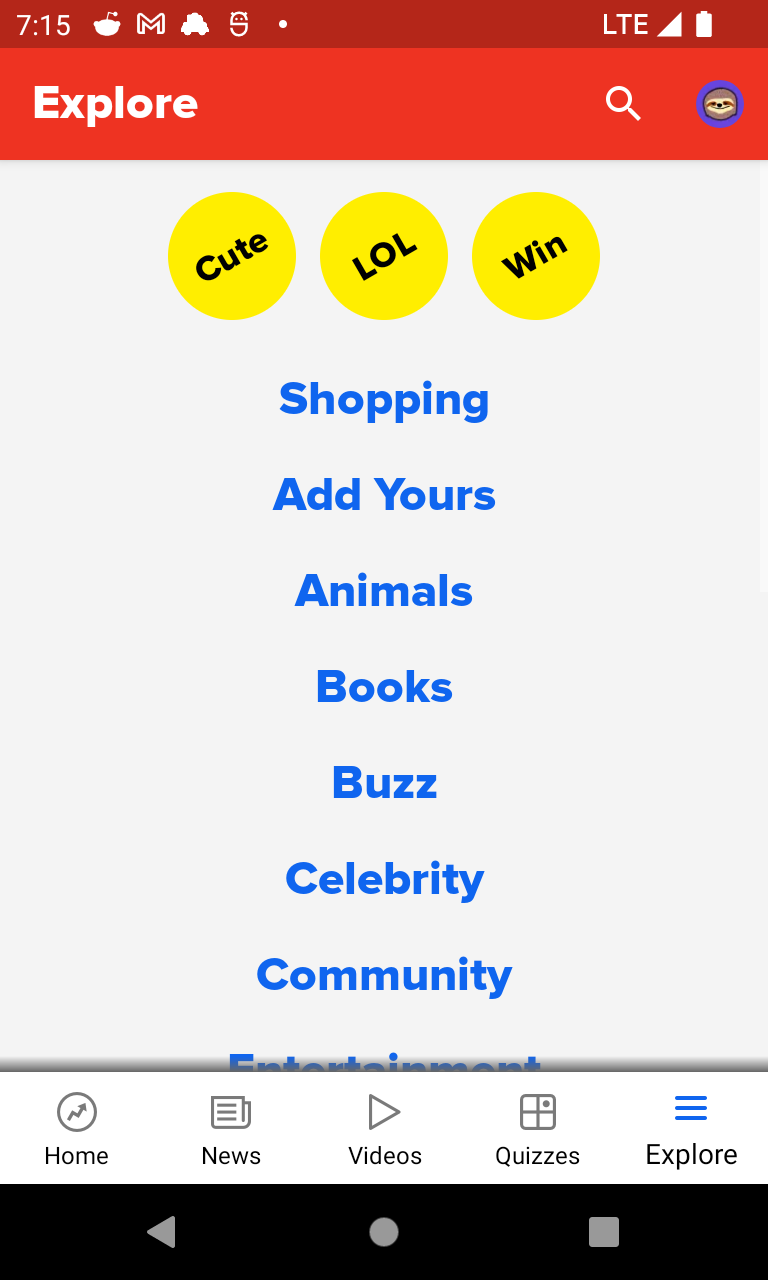 7:15 LTE
Explore
Cute LOL Win
Shopping
Add Yours
Animals
Books
Buzz
Celebrity
Community
Entertainment
Home News Videos Quizzes Explore